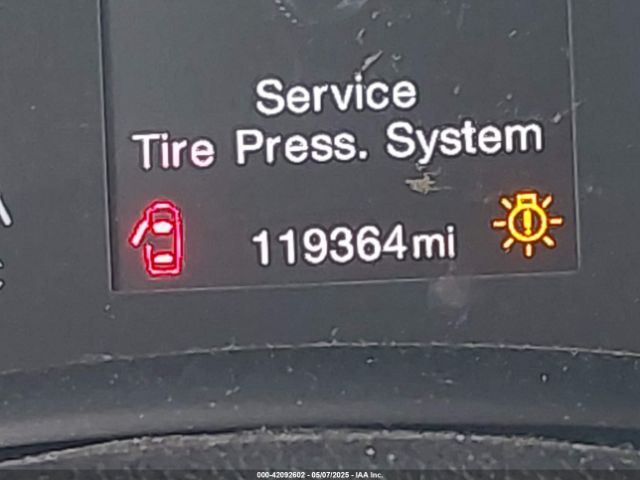 Service
Tire Press. System
119364mi
000-42092602 - 05/07/2025 - IAA Inc.